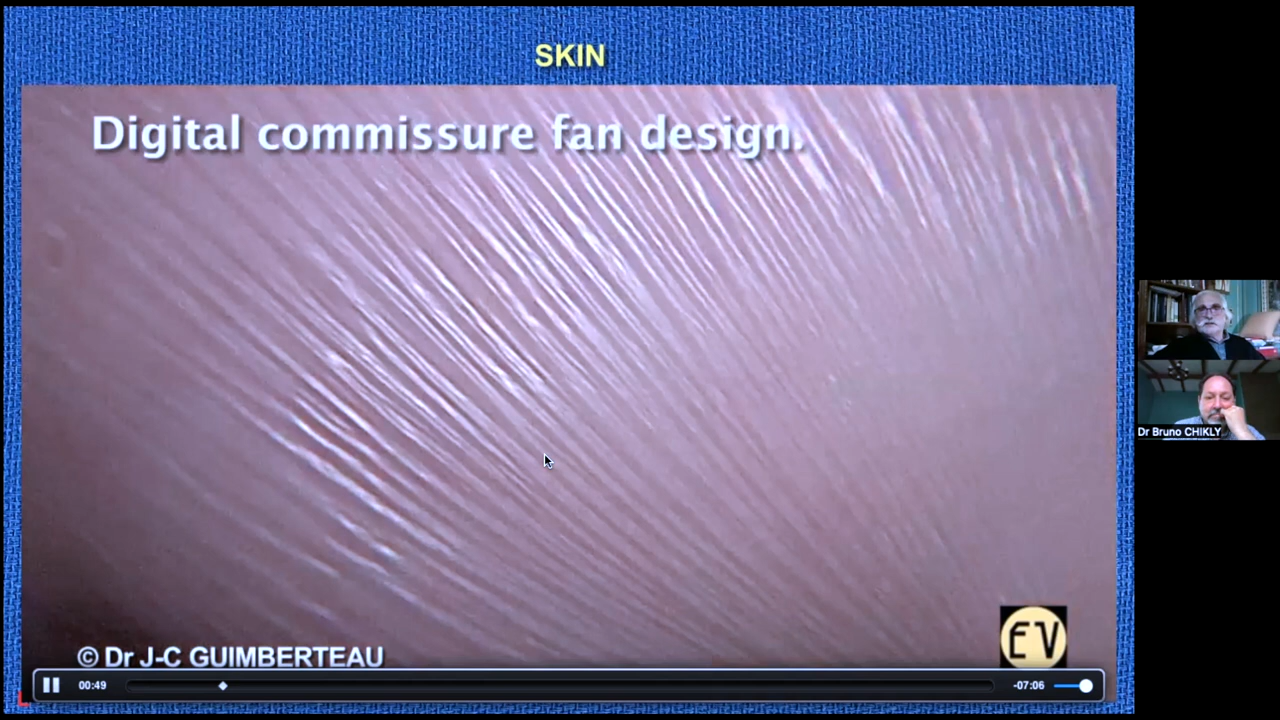 SKIN
Digital commissure fan design.
© Dr J-C GUIMBERTEAU
EV
00:49
-07:06
Dr Bruno CHIKLY